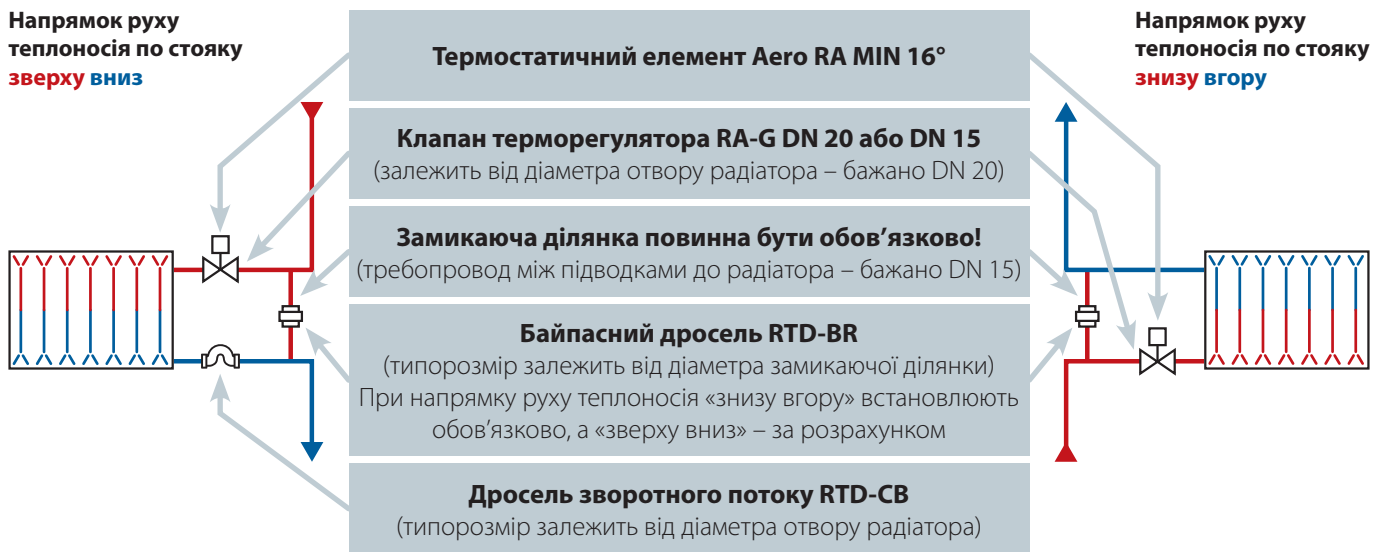 Напрямок руху
теплоносія по стояку
зверху вниз
Термостатичний елемент Aero RA MIN 16°
Клапан терморегулятора RA-G DN 20 або DN 15
(залежить від діаметра отвору радіатора – бажано DN 20)
Замикаюча ділянка повинна бути обов’язково!
(требопровод між підводками до радіатора – бажано DN 15)
Байпасний дросель RTD-BR
(типорозмір залежить від діаметра замикаючої ділянки)
При напрямку руху теплоносія «знизу вгору» встановлюють
обов’язково, а «зверху вниз» – за розрахунком
Дросель зворотного потоку RTD-CB
(типорозмір залежить від діаметра отвору радіатора)
Напрямок руху
теплоносія по стояку
знизу вгору